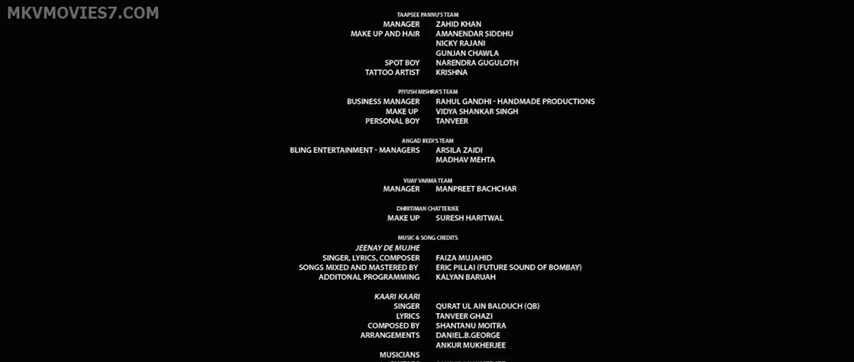 MKVMOVIES7.COM
TAAPSEE PANNU'S TEAM
MANAGER ZAHID KHAN
MAKE UP AND HAIR AMANENDAR SIDDHU
NICKY RAJANI
GUNJAN CHAWLA
SPOT BOY NARENDRA GUGULOTH
TATTOO ARTIST KRISHNA
PIYUSH MISHRA'S TEAM
BUSINESS MANAGER RAHUL GANDHI - HANDMADE PRODUCTIONS
MAKE UP VIDYA SHANKAR SINGH
PERSONAL BOY TANVEER
ANGAD BEDI'S TEAM
BLING ENTERTAINMENT - MANAGERS ARSILA ZAIDI
MADHAV MEHTA
VIJAY VARMA TEAM
MANAGER MANPREET BACHCHAR
DHRITIMAN CHATTERJEE
MAKE UP SURESH HARITWAL
MUSIC & SONG CREDITS
JEENAY DE MUJHE
SINGER, LYRICS, COMPOSER FAIZA MUJAHID
SONGS MIXED AND MASTERED BY ERIC PILLAI (FUTURE SOUND OF BOMBAY)
ADDITONAL PROGRAMMING KALYAN BARUAH
KAARI KAARI
SINGER QURAT UL AIN BALOUCH (QB)
LYRICS TANVEER GHAZI
COMPOSED BY SHANTANU MOITRA
ARRANGEMENTS DANIEL.B.GEORGE
ANKUR MUKHERJEE
MUSICIANS